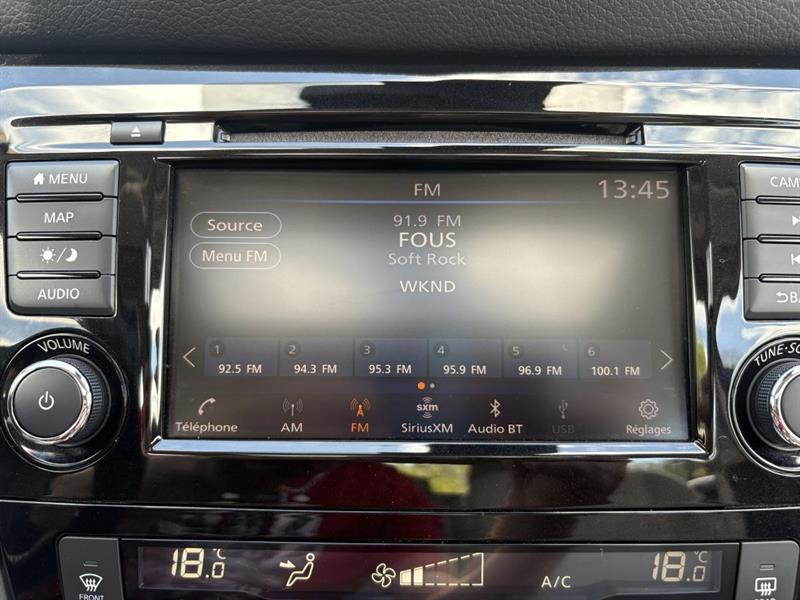 FM 13:45
MENU
MAP
AUDIO
VOLUME
Source
Menu FM
91.9 FM
FOUS
Soft Rock
WKND
1 2 3 4 5 6
92.5 FM 94.3 FM 95.3 FM 95.9 FM 96.9 FM 100.1 FM
sxm
Téléphone AM FM SiriusXM Audio BT USB Réglages
18.0 °C A/C 18.0 °C
FRONT